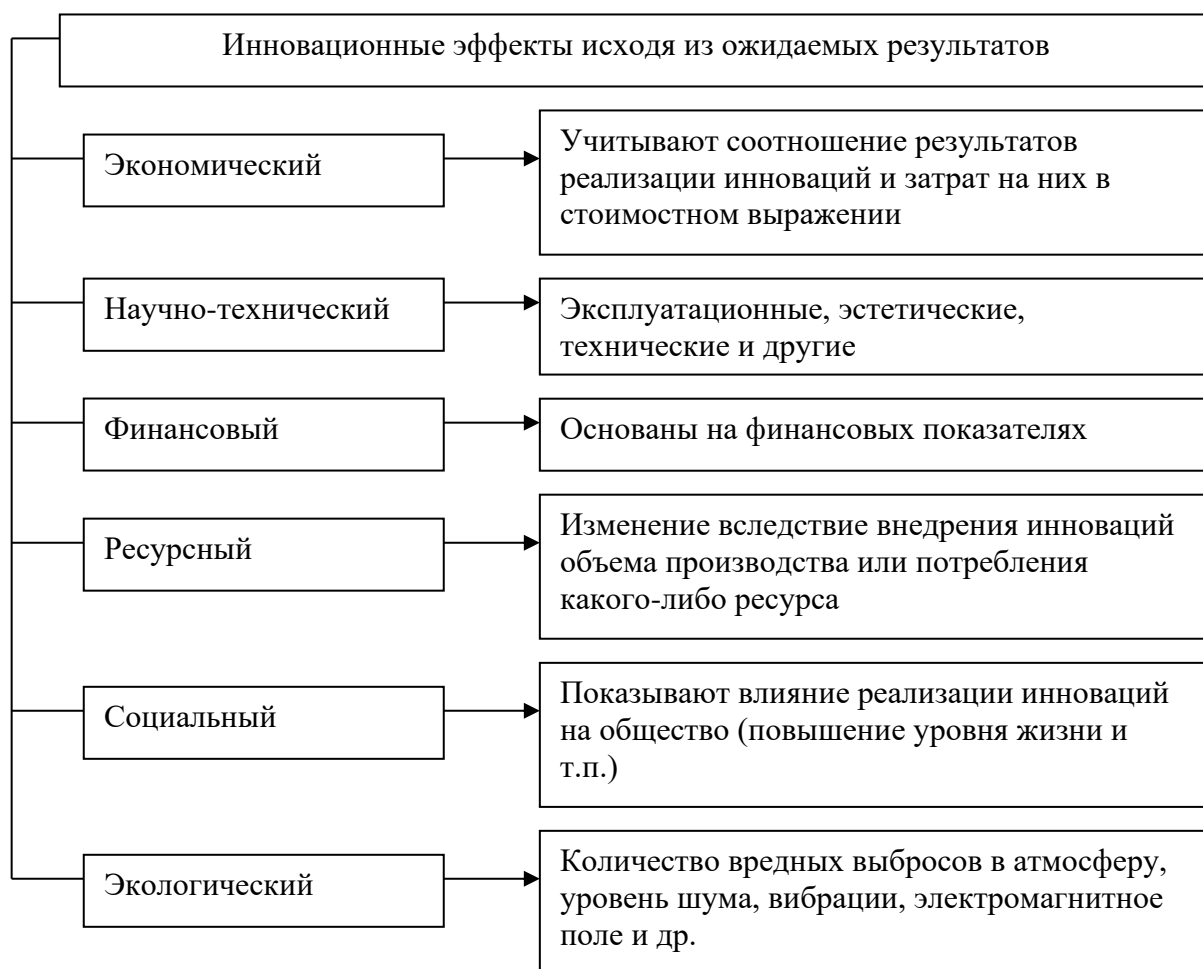 Инновационные эффекты исходя из ожидаемых результатов
Экономический
Учитывают соотношение результатов
реализации инноваций и затрат на них в
стоимостном выражении
Научно-технический
Эксплуатационные, эстетические,
технические и другие
Финансовый
Основаны на финансовых показателях
Ресурсный
Изменение вследствие внедрения инноваций
объема производства или потребления
какого-либо ресурса
Социальный
Показывают влияние реализации инноваций
на общество (повышение уровня жизни и
т.п.)
Экологический
Количество вредных выбросов в атмосферу,
уровень шума, вибрации, электромагнитное
поле и др.